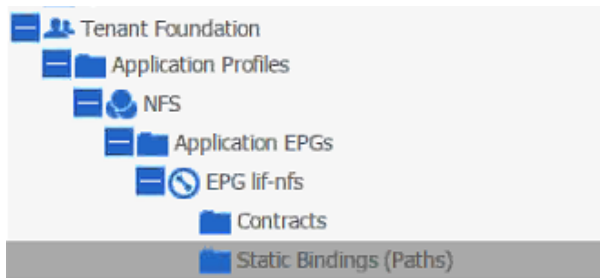 Tenant Foundation
Application Profiles
NFS
Application EPGs
EPG lif-nfs
Contracts
Static Bindings (Paths)